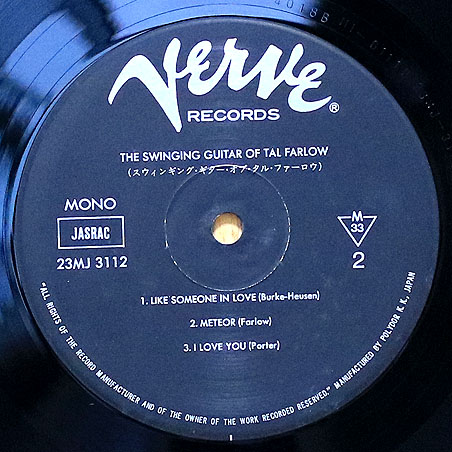 Verve
RECORDS ®
THE SWINGING GUITAR OF TAL FARLOW
(スウィンギング・ギター・オブ・タル・ファーロウ)
MONO
JASRAC
23MJ 3112
M
33
2
1. LIKE SOMEONE IN LOVE (Burke-Heusen)
2. METEOR (Farlow)
3. I LOVE YOU (Porter)
"ALL RIGHTS OF THE RECORD MANUFACTURER AND OF THE OWNER OF THE WORK RECORDED RESERVED." MANUFACTURED BY POLYDOR K.K., JAPAN